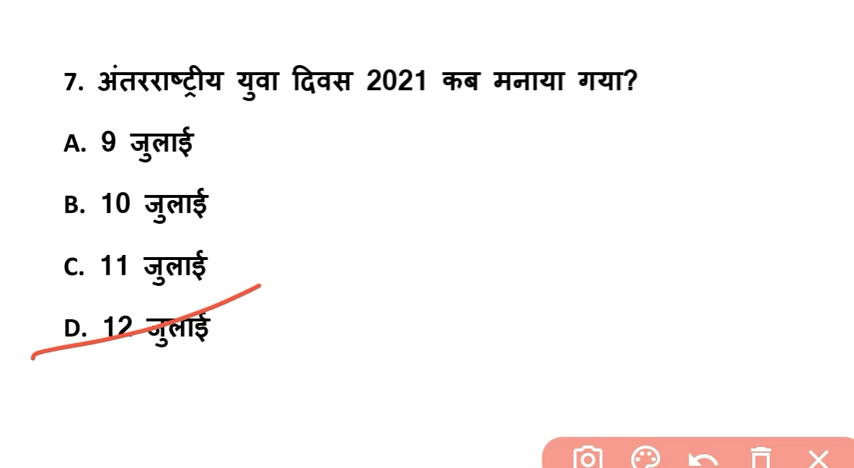 7. अंतरराष्ट्रीय युवा दिवस 2021 कब मनाया गया?
A. 9 जुलाई
B. 10 जुलाई
C. 11 जुलाई
D. 12 जुलाई